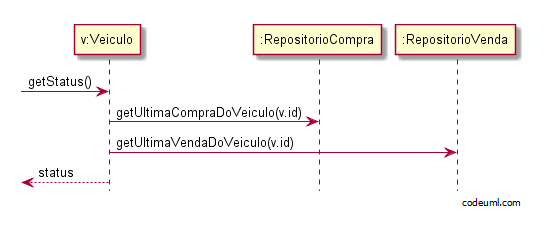 v:Veiculo
:RepositorioCompra
:RepositorioVenda
getStatus()
getUltimaCompraDoVeiculo(v.id)
getUltimaVendaDoVeiculo(v.id)
status
codeuml.com